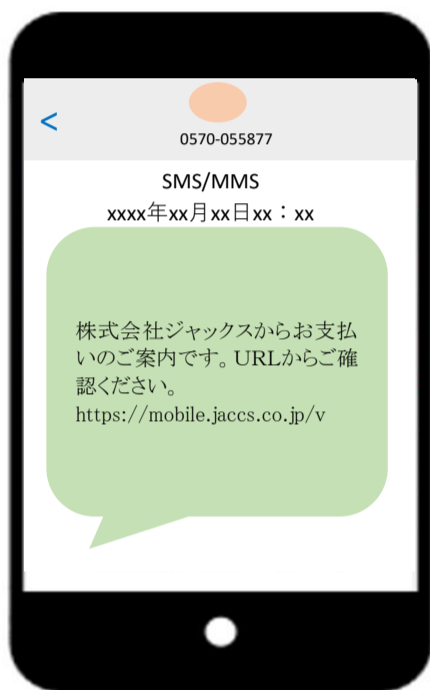 <
0570-055877
SMS/MMS
xxxx年xx月xx日xx：xx
株式会社ジャックスからお支払
いのご案内です。URLからご確
認ください。
https://mobile.jaccs.co.jp/v